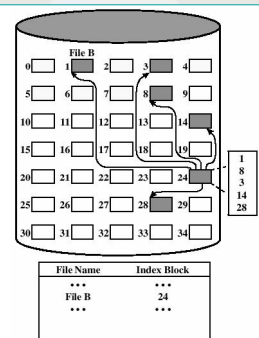 File B
0 1 2 3 4
5 6 7 8 9
10 11 12 13 14
15 16 17 18 19
20 21 22 23 24
25 26 27 28 29
30 31 32 33 34
1
8
3
14
28
File Name Index Block
••• •••
File B 24
••• •••